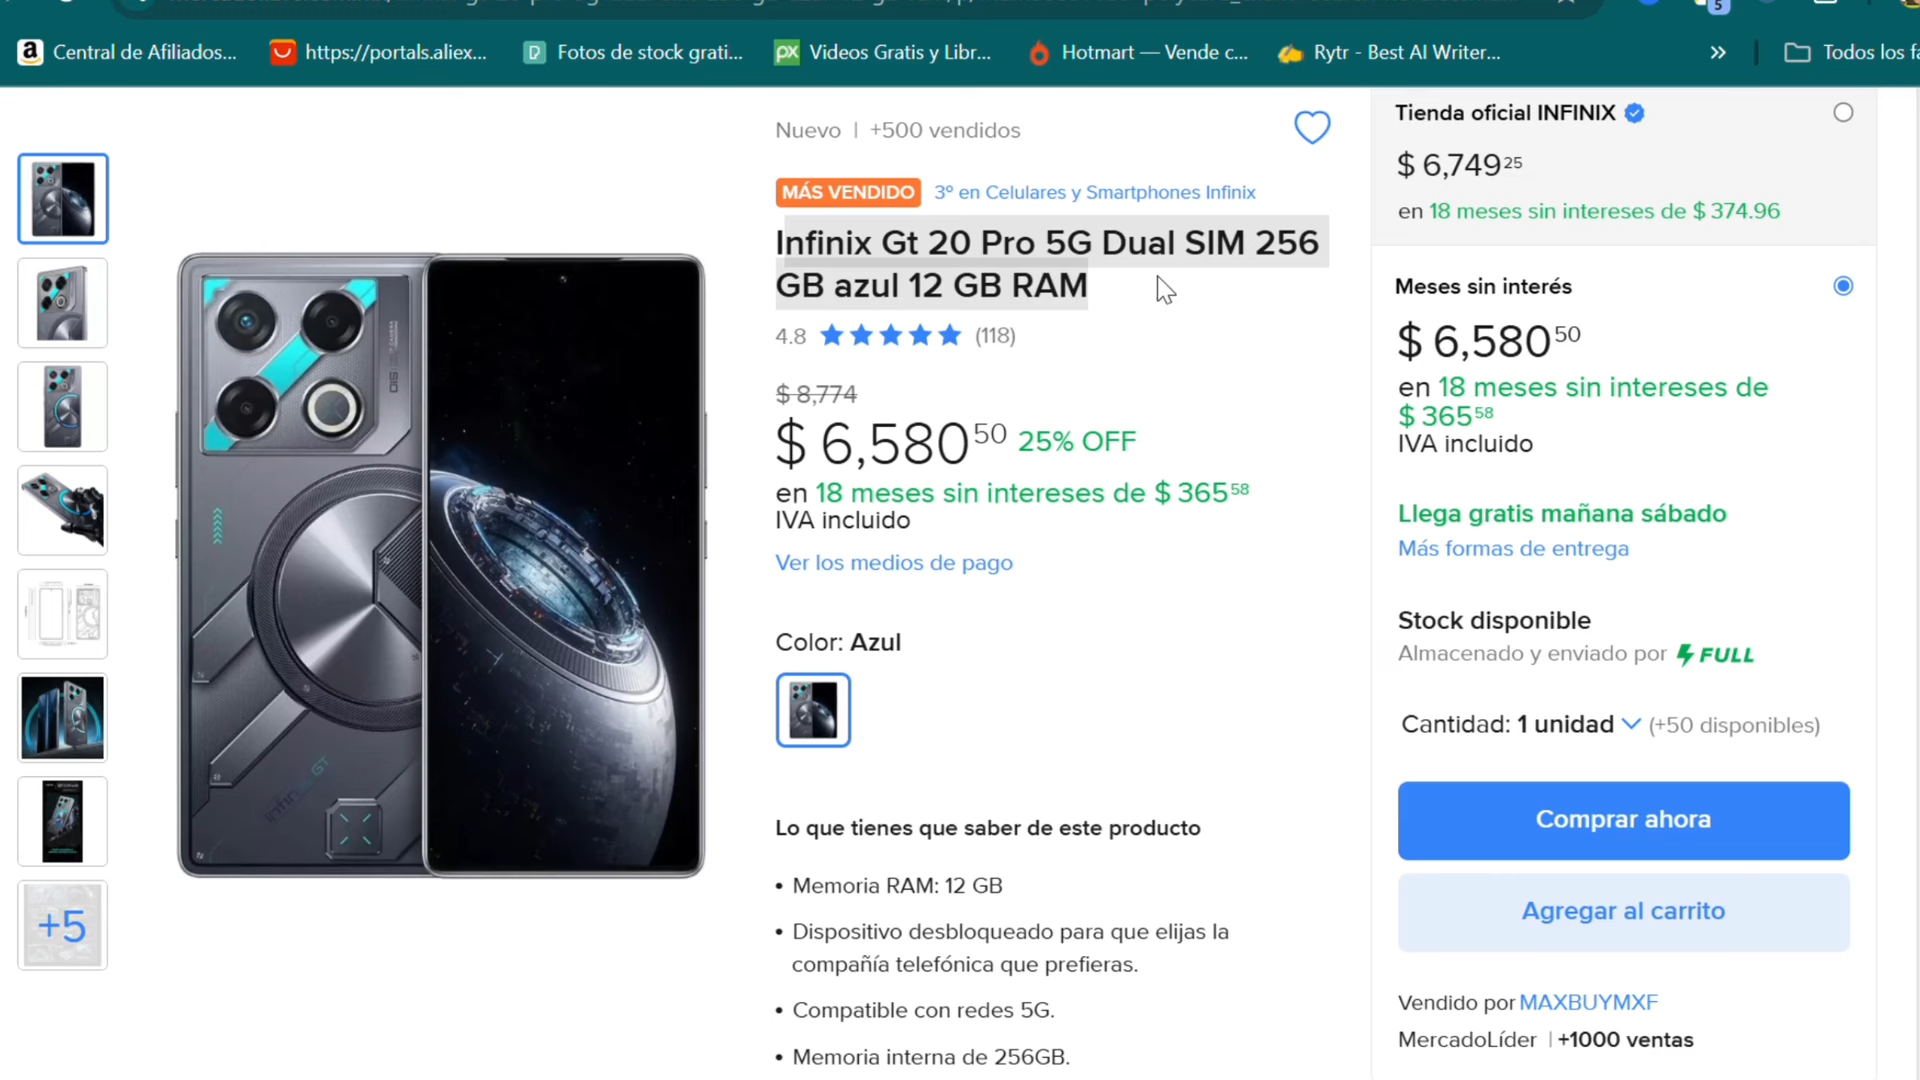 5
Central de Afiliados...
https://portals.aliex...
Fotos de stock grati...
Videos Gratis y Libr...
Hotmart — Vende c...
Rytr - Best AI Writer...
»
Todos los fa
Nuevo | +500 vendidos
MÁS VENDIDO 3º en Celulares y Smartphones Infinix
Infinix Gt 20 Pro 5G Dual SIM 256
GB azul 12 GB RAM
4.8 (118)
$ 8,774
$ 6,580 50 25% OFF
en 18 meses sin intereses de $ 365 58
IVA incluido
Ver los medios de pago
Color: Azul
Lo que tienes que saber de este producto
• Memoria RAM: 12 GB
• Dispositivo desbloqueado para que elijas la
compañía telefónica que prefieras.
• Compatible con redes 5G.
• Memoria interna de 256GB.
+5
Tienda oficial INFINIX
$ 6,749 25
en 18 meses sin intereses de $ 374.96
Meses sin interés
$ 6,580 50
en 18 meses sin intereses de
$ 365 58
IVA incluido
Llega gratis mañana sábado
Más formas de entrega
Stock disponible
Almacenado y enviado por FULL
Cantidad: 1 unidad (+50 disponibles)
Comprar ahora
Agregar al carrito
Vendido por MAXBUYMXF
MercadoLíder | +1000 ventas